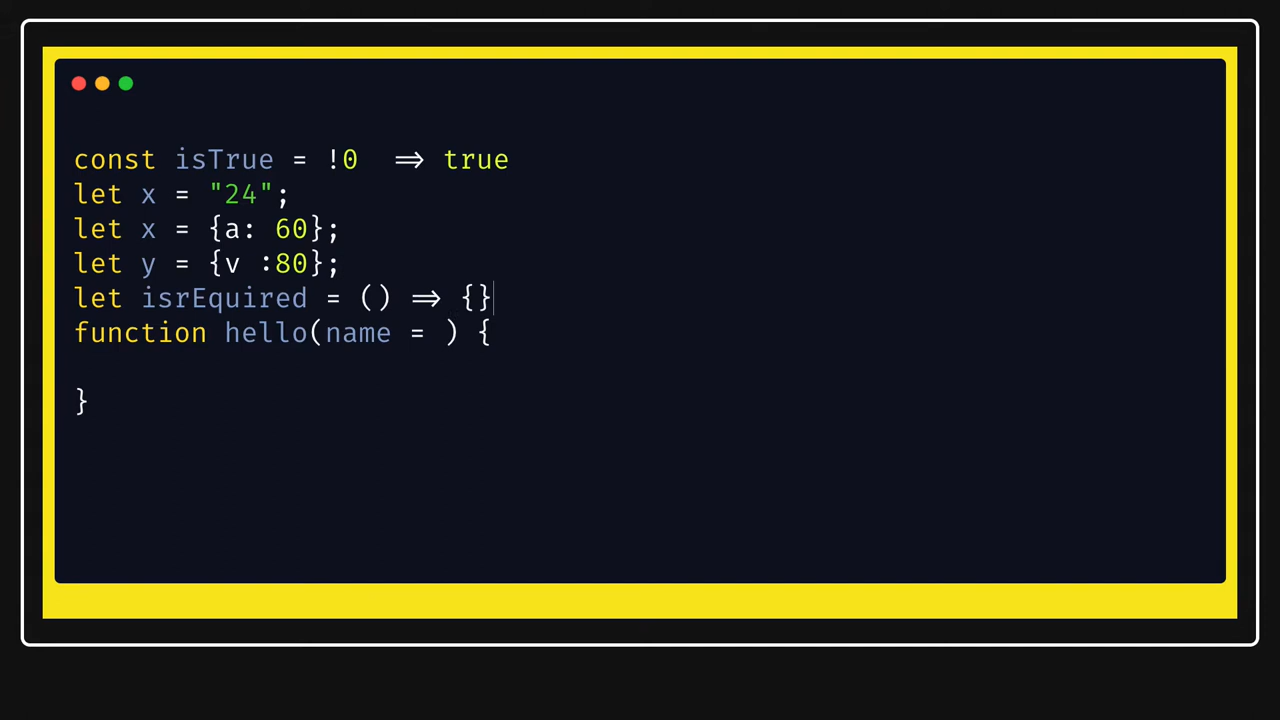 const isTrue = !0  => true
let x = "24";
let x = {a: 60};
let y = {v :80};
let isrEquired = () => {}
function hello(name = ) {
}